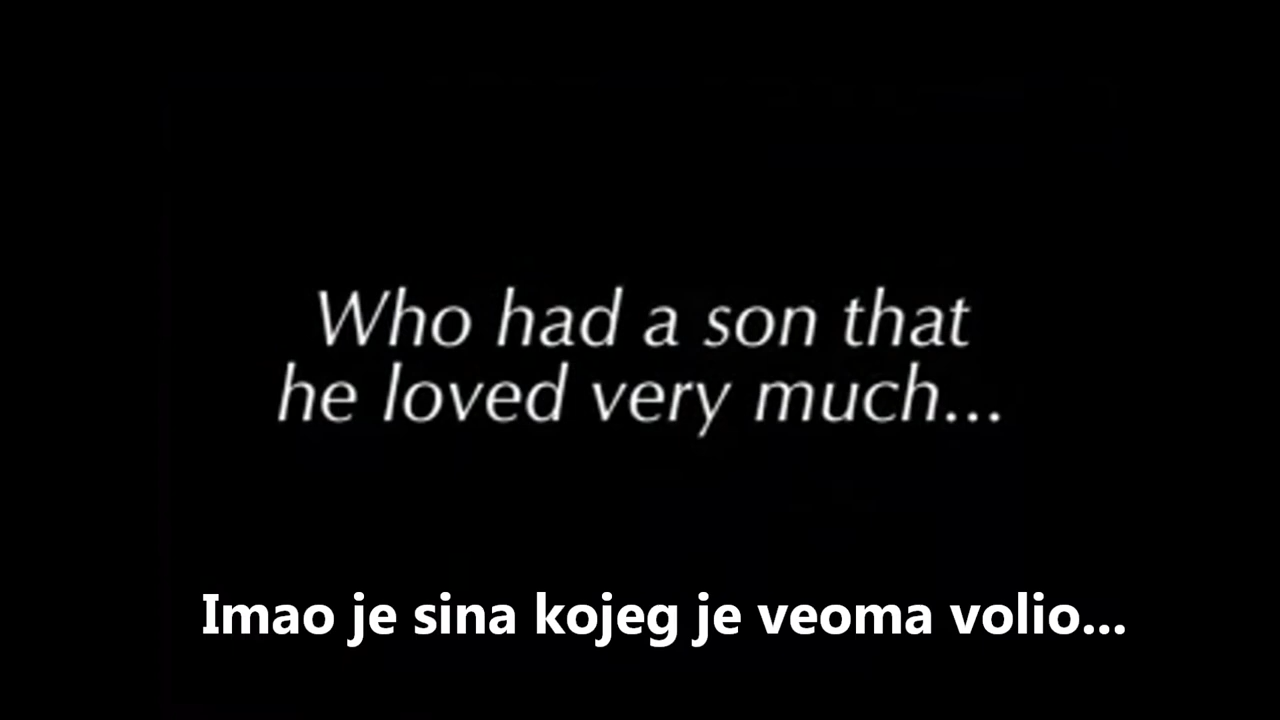 Who had a son that
he loved very much...
Imao je sina kojeg je veoma volio...